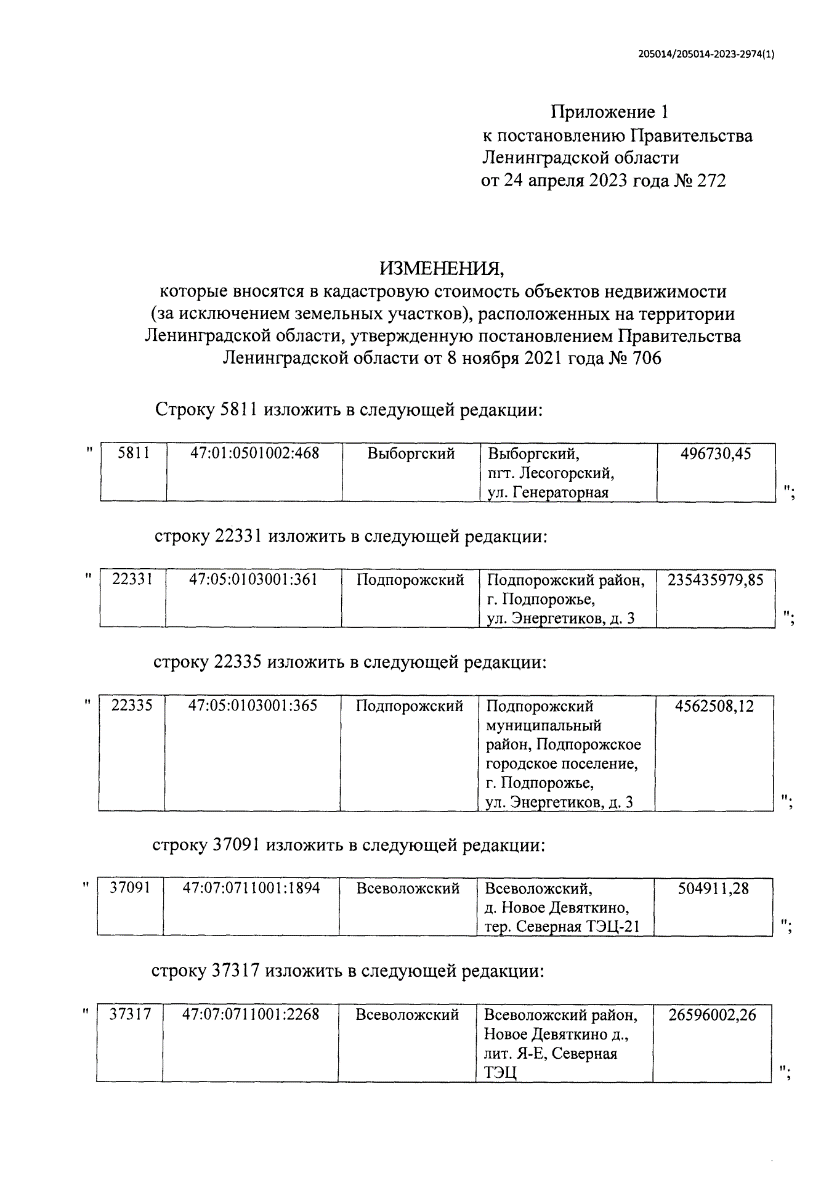 205014/205014-2023-2974(1)
Приложение 1
к постановлению Правительства
Ленинградской области
от 24 апреля 2023 года № 272
ИЗМЕНЕНИЯ,
которые вносятся в кадастровую стоимость объектов недвижимости
(за исключением земельных участков), расположенных на территории
Ленинградской области, утвержденную постановлением Правительства
Ленинградской области от 8 ноября 2021 года № 706
Строку 5811 изложить в следующей редакции:
" 5811 47:01:0501002:468 Выборгский Выборгский, 496730,45
пгт. Лесогорский,
ул. Генераторная ";
строку 22331 изложить в следующей редакции:
" 22331 47:05:0103001:361 Подпорожский Подпорожский район, 235435979,85
г. Подпорожье,
ул. Энергетиков, д. 3 ";
строку 22335 изложить в следующей редакции:
" 22335 47:05:0103001:365 Подпорожский Подпорожский 4562508,12
муниципальный
район, Подпорожское
городское поселение,
г. Подпорожье,
ул. Энергетиков, д. 3 ";
строку 37091 изложить в следующей редакции:
" 37091 47:07:0711001:1894 Всеволожский Всеволожский, 504911,28
д. Новое Девяткино,
тер. Северная ТЭЦ-21 ";
строку 37317 изложить в следующей редакции:
" 37317 47:07:0711001:2268 Всеволожский Всеволожский район, 26596002,26
Новое Девяткино д.,
лит. Я-Е, Северная
ТЭЦ ";